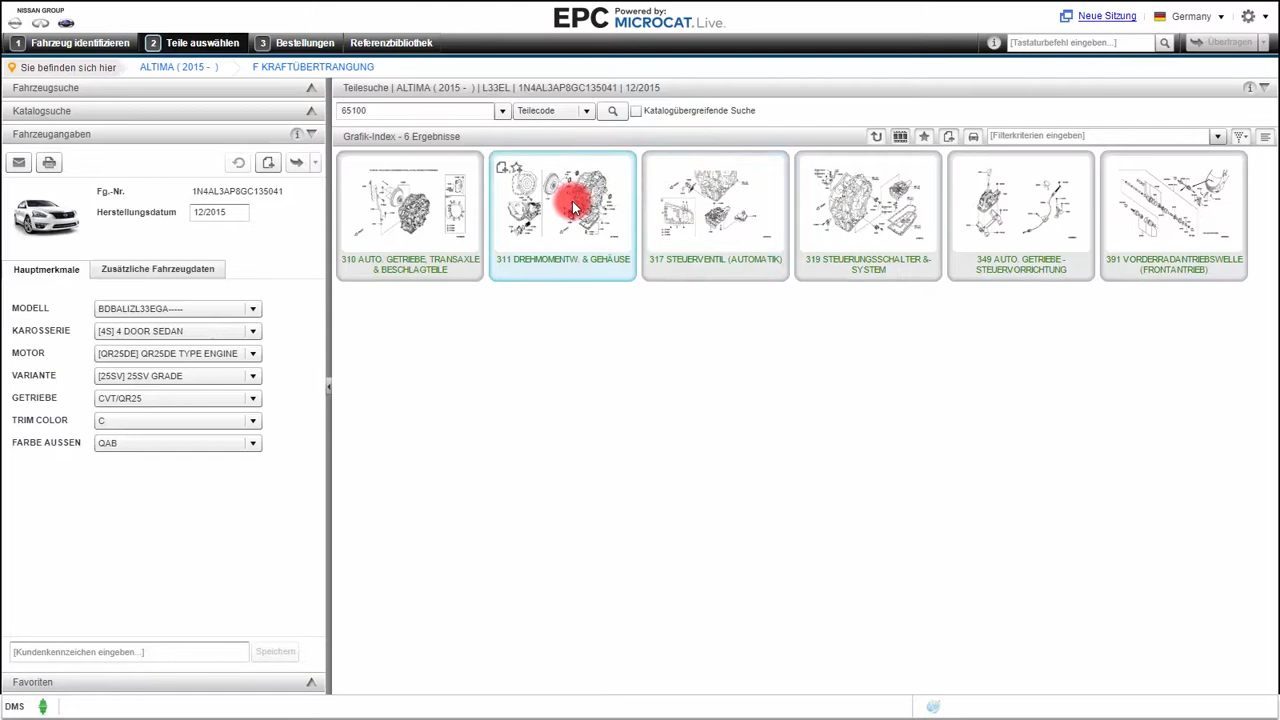 NISSAN GROUP
EPC Powered by: MICROCAT. Live.
Neue Sitzung
Germany
1 Fahrzeug identifizieren
2 Teile auswählen
3 Bestellungen
Referenzbibliothek
[Tastaturbefehl eingeben...]
Übertragen
Sie befinden sich hier
ALTIMA ( 2015 - )
F KRAFTÜBERTRANGUNG
Fahrzeugsuche
Katalogsuche
Fahrzeugangaben
Fg.-Nr. 1N4AL3AP8GC135041
Herstellungsdatum 12/2015
Hauptmerkmale
Zusätzliche Fahrzeugdaten
MODELL BDBALIZL33EGA-----
KAROSSERIE [4S] 4 DOOR SEDAN
MOTOR [QR25DE] QR25DE TYPE ENGINE
VARIANTE [25SV] 25SV GRADE
GETRIEBE CVT/QR25
TRIM COLOR C
FARBE AUSSEN QAB
[Kundenkennzeichen eingeben...]
Speichern
Favoriten
Teilesuche | ALTIMA ( 2015 - ) | L33EL | 1N4AL3AP8GC135041 | 12/2015
65100
Teilecode
Katalogübergreifende Suche
Grafik-Index - 6 Ergebnisse
[Filterkriterien eingeben]
310 AUTO. GETRIEBE, TRANSAXLE
& BESCHLAGTEILE
311 DREHMOMENTW. & GEHÄUSE
317 STEUERVENTIL (AUTOMATIK)
319 STEUERUNGSSCHALTER &-
SYSTEM
349 AUTO. GETRIEBE -
STEUERVORRICHTUNG
391 VORDERRADANTRIEBSWELLE
(FRONTANTRIEB)
DMS